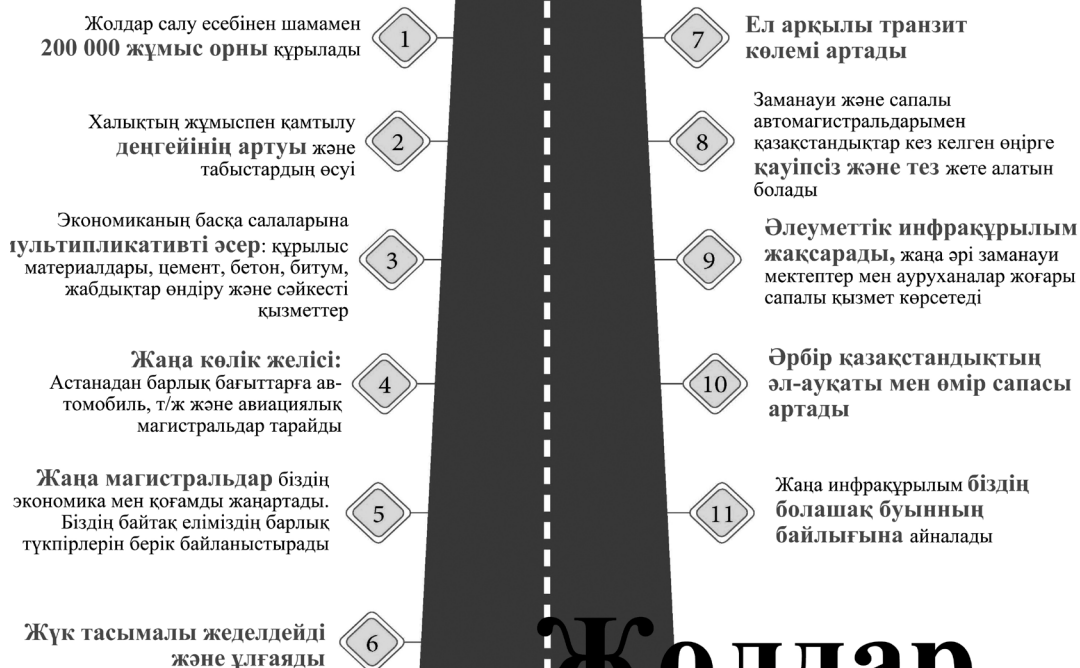 Жолдар салу есебінен шамамен
200 000 жұмыс орны құрылады
1
Халықтың жұмыспен қамтылу
деңгейінің артуы және
табыстардың өсуі
2
Экономиканың басқа салаларына
мультипликативті әсер: құрылыс
материалдары, цемент, бетон, битум,
жабдықтар өндіру және сәйкесті
қызметтер
3
Жаңа көлік желісі:
Астанадан барлық бағыттарға ав-
томобиль, т/ж және авиациялық
магистральдар тарайды
4
Жаңа магистральдар біздің
экономика мен қоғамды жаңартады.
Біздің байтақ еліміздің барлық
түкпірлерін берік байланыстырады
5
Жүк тасымалы жеделдейді
және ұлғаяды
6
7
Ел арқылы транзит
көлемі артады
8
Заманауи және сапалы
автомагистральдарымен
қазақстандықтар кез келген өңірге
қауіпсіз және тез жете алатын
болады
9
Әлеуметтік инфрақұрылым
жақсарады, жаңа әрі заманауи
мектептер мен ауруханалар жоғары
сапалы қызмет көрсетеді
10
Әрбір қазақстандықтың
әл-ауқаты мен өмір сапасы
артады
11
Жаңа инфрақұрылым біздің
болашақ буынның
байлығына айналады
Жолдар